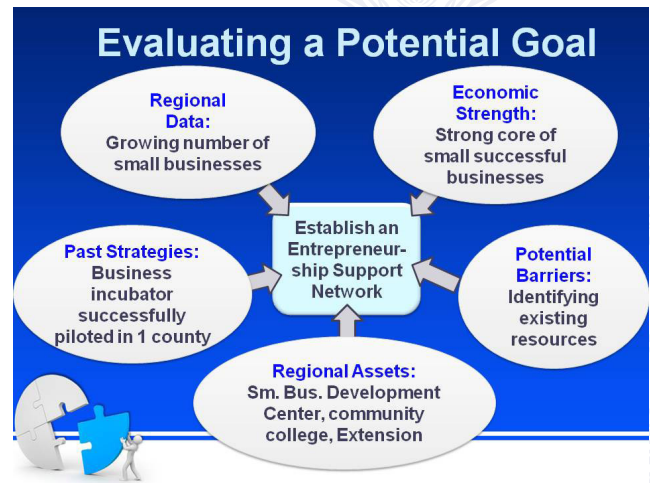 Evaluating a Potential Goal
Regional
Data:
Growing number of
small businesses
Economic
Strength:
Strong core of
small successful
businesses
Establish an
Entrepreneur-
ship Support
Network
Past Strategies:
Business
incubator
successfully
piloted in 1 county
Potential
Barriers:
Identifying
existing
resources
Regional Assets:
Sm. Bus. Development
Center, community
college, Extension